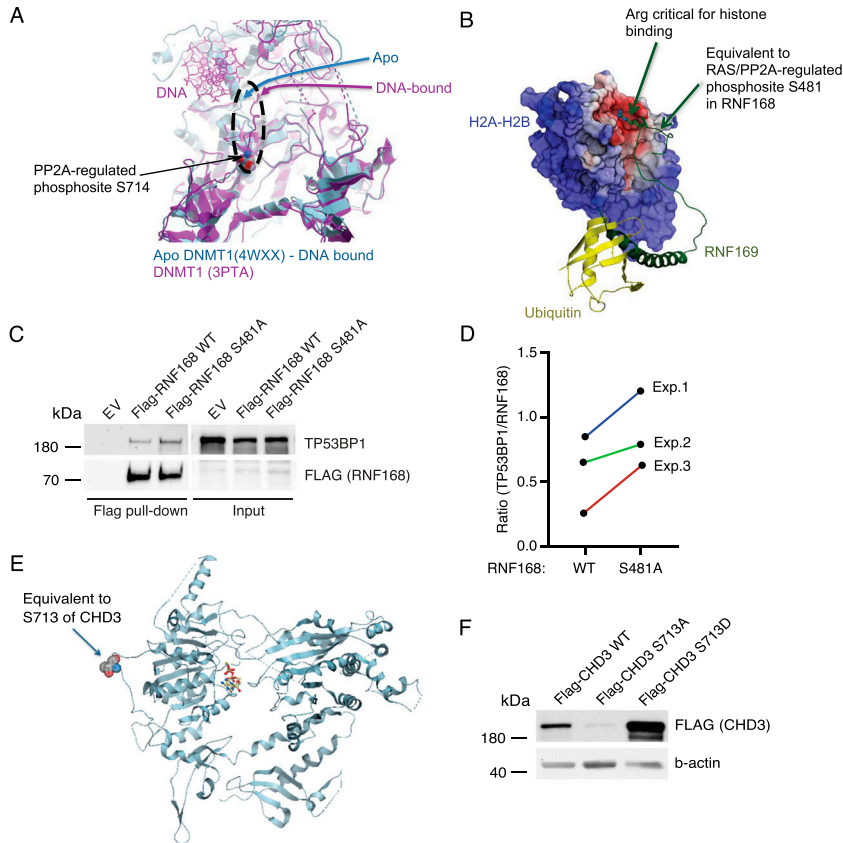 A
Apo
DNA
DNA-bound
PP2A-regulated
phosphosite S714
Apo DNMT1(4WXX) - DNA bound
DNMT1 (3PTA)
B
Arg critical for histone
binding
Equivalent to
RAS/PP2A-regulated
phosphosite S481
in RNF168
H2A-H2B
RNF169
Ubiquitin
C
EV
Flag-RNF168 WT
Flag-RNF168 S481A
EV
Flag-RNF168 WT
Flag-RNF168 S481A
kDa
180
TP53BP1
70
FLAG (RNF168)
Flag pull-down
Input
D
Ratio (TP53BP1/RNF168)
1.5
1.0
0.5
0.0
Exp.1
Exp.2
Exp.3
RNF168: WT S481A
E
Equivalent to
S713 of CHD3
F
Flag-CHD3 WT
Flag-CHD3 S713A
Flag-CHD3 S713D
kDa
180
FLAG (CHD3)
40
b-actin